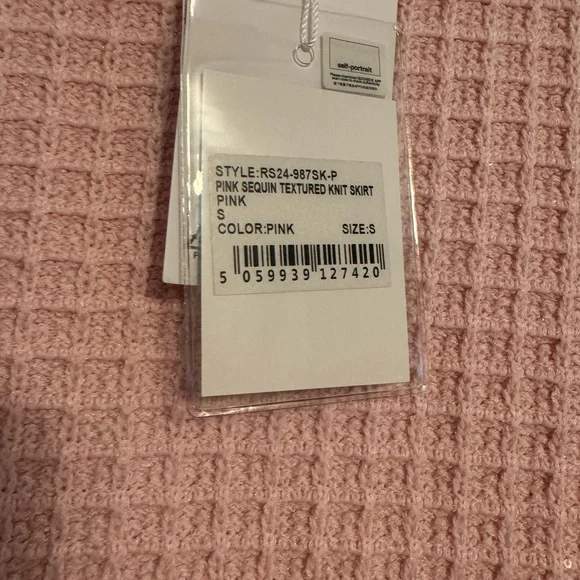 self-portrait
STYLE:RS24-987SK-P
PINK SEQUIN TEXTURED KNIT SKIRT
PINK
S
COLOR:PINK SIZE:S
5 059939 127420